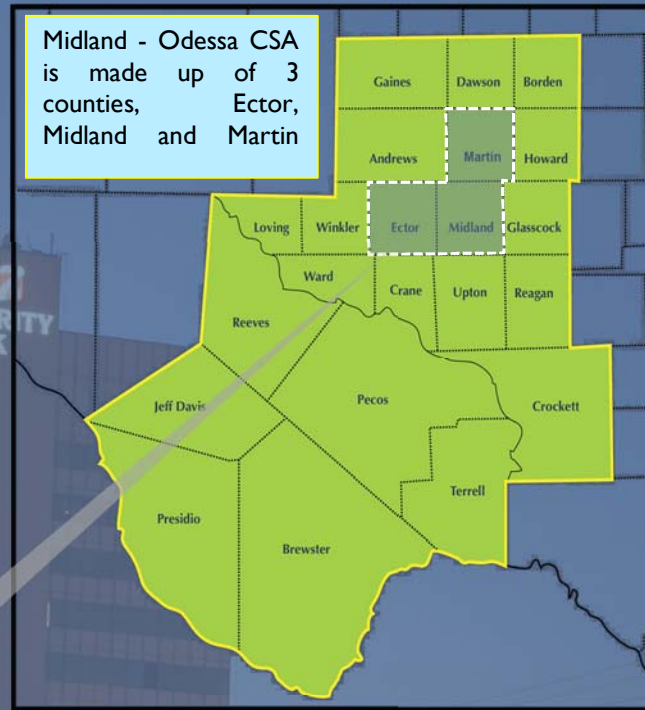 Midland - Odessa CSA
is made up of 3
counties, Ector,
Midland and Martin
Gaines Dawson Borden
Andrews Martin Howard
Loving Winkler Ector Midland Glasscock
Ward Crane Upton Reagan
Reeves
Jeff Davis Pecos Crockett
Terrell
Presidio
Brewster